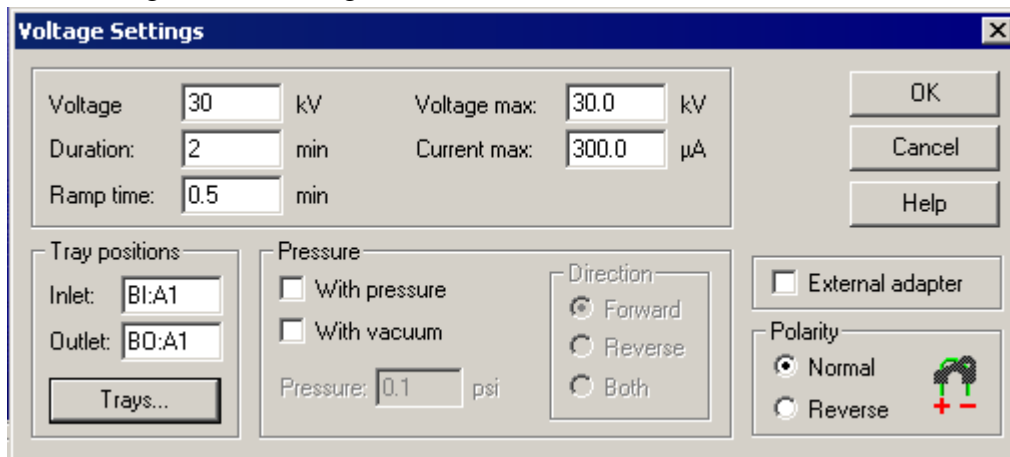 Voltage Settings
Voltage 30 kV Voltage max: 30.0 kV
Duration: 2 min Current max: 300.0 µA
Ramp time: 0.5 min
OK
Cancel
Help
Tray positions
Inlet: BI:A1
Outlet: BO:A1
Trays...
Pressure
With pressure
With vacuum
Pressure: 0.1 psi
Direction
Forward
Reverse
Both
External adapter
Polarity
Normal
Reverse
+ −